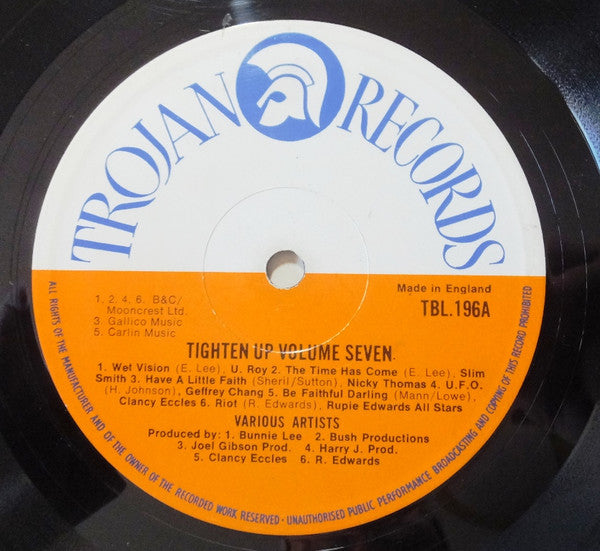 TROJAN RECORDS
1, 2, 4, 6. B&C/
Mooncrest Ltd.
3. Gallico Music
5. Carlin Music
Made in England
TBL.196A
TIGHTEN UP VOLUME SEVEN.
1. Wet Vision (E. Lee), U. Roy 2. The Time Has Come (E. Lee), Slim
Smith 3. Have A Little Faith (Sheril/Sutton), Nicky Thomas 4. U.F.O.
(H. Johnson), Geffrey Chang 5. Be Faithful Darling (Mann/Lowe),
Clancy Eccles 6. Riot (R. Edwards), Rupie Edwards All Stars
VARIOUS ARTISTS
Produced by: 1. Bunnie Lee 2. Bush Productions
3. Joel Gibson Prod. 4. Harry J. Prod.
5. Clancy Eccles 6. R. Edwards
ALL RIGHTS OF THE MANUFACTURER AND OF THE OWNER OF THE RECORDED WORK RESERVED · UNAUTHORISED PUBLIC PERFORMANCE BROADCASTING AND COPYING OF THIS RECORD PROHIBITED